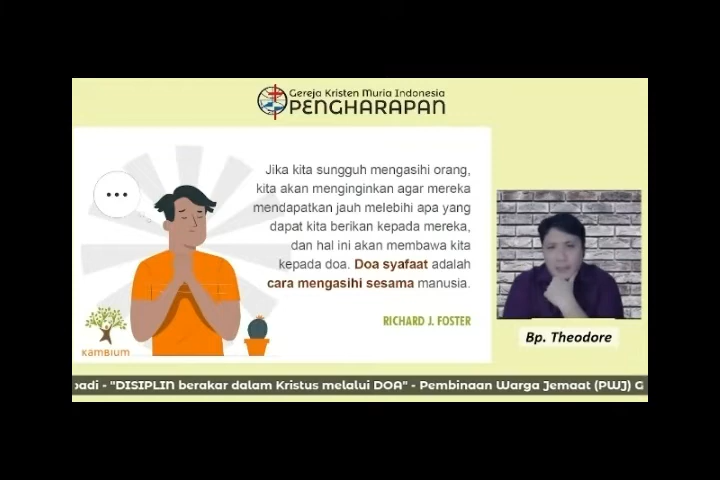 Gereja Kristen Muria Indonesia
PENGHARAPAN
Jika kita sungguh mengasihi orang,
kita akan menginginkan agar mereka
mendapatkan jauh melebihi apa yang
dapat kita berikan kepada mereka,
dan hal ini akan membawa kita
kepada doa. Doa syafaat adalah
cara mengasihi sesama manusia.
RICHARD J. FOSTER
KAMBIUM
Bp. Theodore
adi - "DISIPLIN berakar dalam Kristus melalui DOA" - Pembinaan Warga Jemaat (PWJ) G